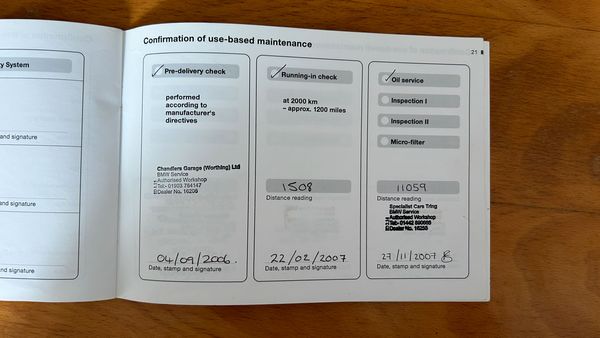 Confirmation of use-based maintenance
21
y System
and signature
and signature
nd signature
Pre-delivery check
performed
according to
manufacturer's
directives
Chandlers Garage (Worthing) Ltd
BMW Service
Authorised Workshop
Tel:- 01903 784147
Dealer No. 16256
04/09/2006.
Date, stamp and signature
Running-in check
at 2000 km
– approx. 1200 miles
1508
Distance reading
22/02/2007
Date, stamp and signature
Oil service
Inspection I
Inspection II
Micro-filter
11059
Distance reading
Specialist Cars Tring
BMW Service
Authorised Workshop
Dealer No.
27/11/2007
Date, stamp and signature